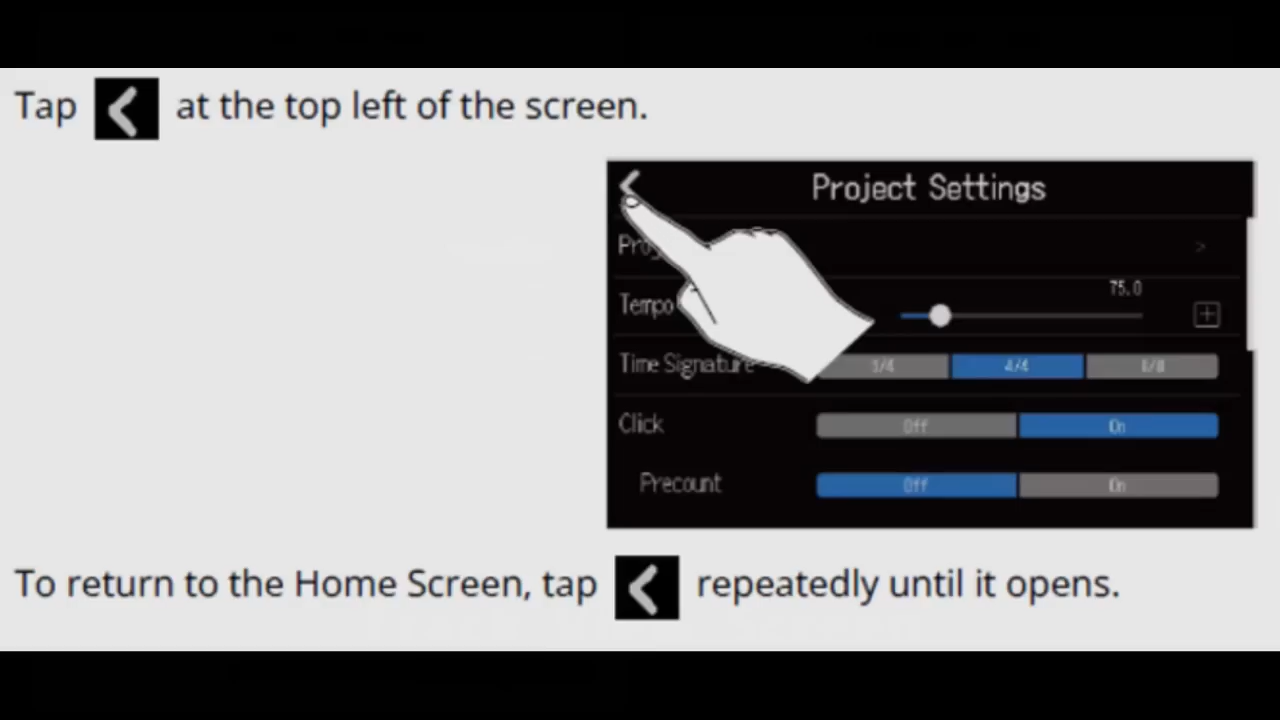 Tap < at the top left of the screen.
Project Settings
>
Tempo
75.0
+
Time Signature
4/4
Click
Off On
Precount
Off On
To return to the Home Screen, tap < repeatedly until it opens.